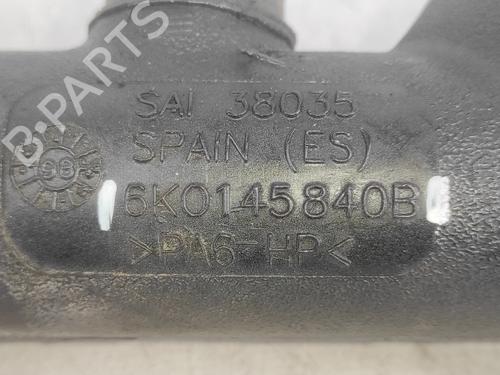 B-PARTS
SAI 38035
SPAIN (ES)
6K0145840B
>PA6-HP<